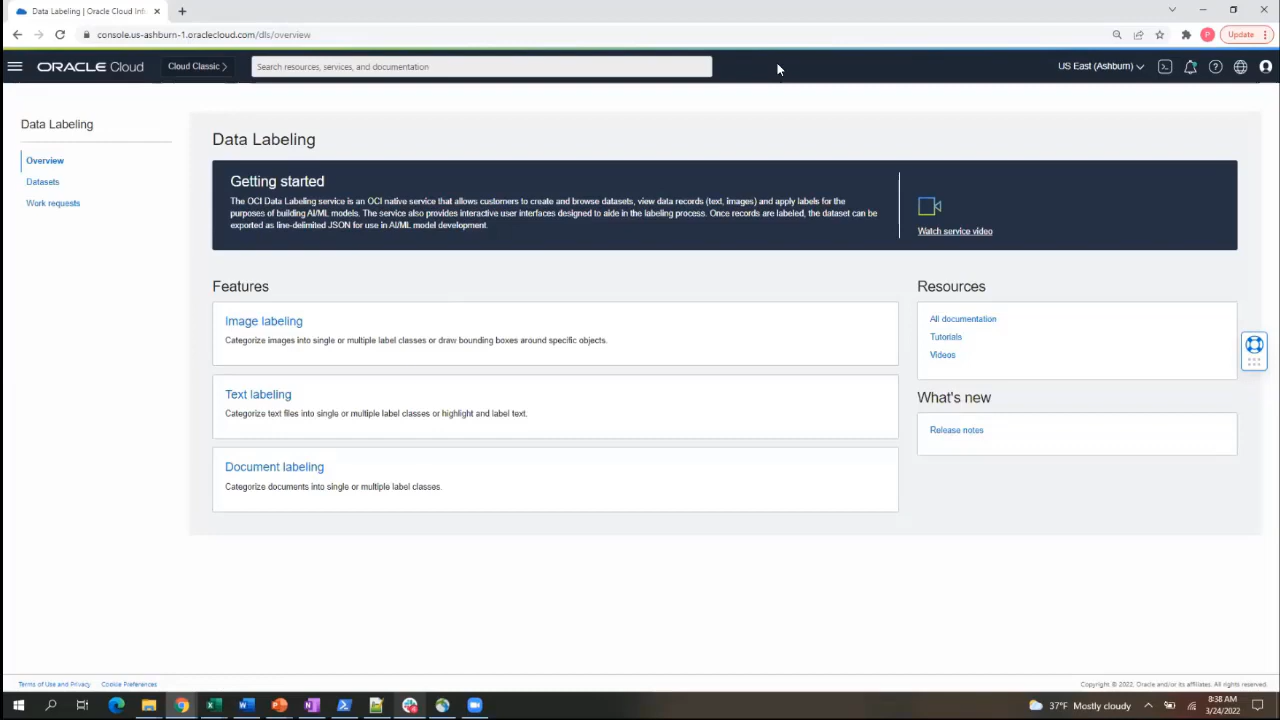 Data Labeling | Oracle Cloud Inf
console.us-ashburn-1.oraclecloud.com/dls/overview
P
Update
ORACLE Cloud
Cloud Classic
Search resources, services, and documentation
US East (Ashburn)
Data Labeling
Overview
Datasets
Work requests
Data Labeling
Getting started
The OCI Data Labeling service is an OCI native service that allows customers to create and browse datasets, view data records (text, images) and apply labels for the
purposes of building AI/ML models. The service also provides interactive user interfaces designed to aide in the labeling process. Once records are labeled, the dataset can be
exported as line-delimited JSON for use in AI/ML model development.
Watch service video
Features
Image labeling
Categorize images into single or multiple label classes or draw bounding boxes around specific objects.
Text labeling
Categorize text files into single or multiple label classes or highlight and label text.
Document labeling
Categorize documents into single or multiple label classes.
Resources
All documentation
Tutorials
Videos
What's new
Release notes
Terms of Use and Privacy
Cookie Preferences
Copyright © 2022, Oracle and/or its affiliates. All rights reserved.
37°F Mostly cloudy
8:38 AM
3/24/2022